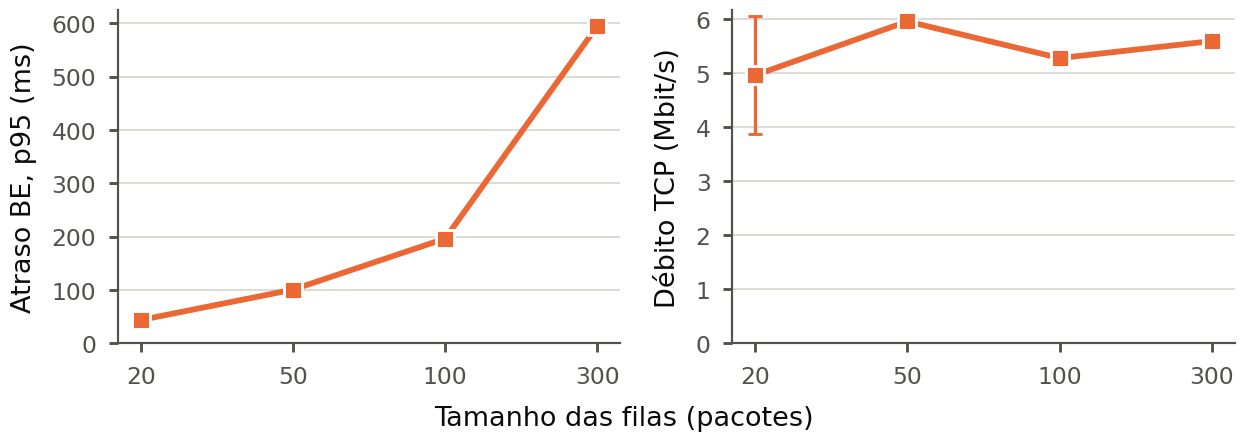 Atraso BE, p95 (ms)
600
500
400
300
200
100
0
20 50 100 300
Débito TCP (Mbit/s)
6
5
4
3
2
1
0
20 50 100 300
Tamanho das filas (pacotes)